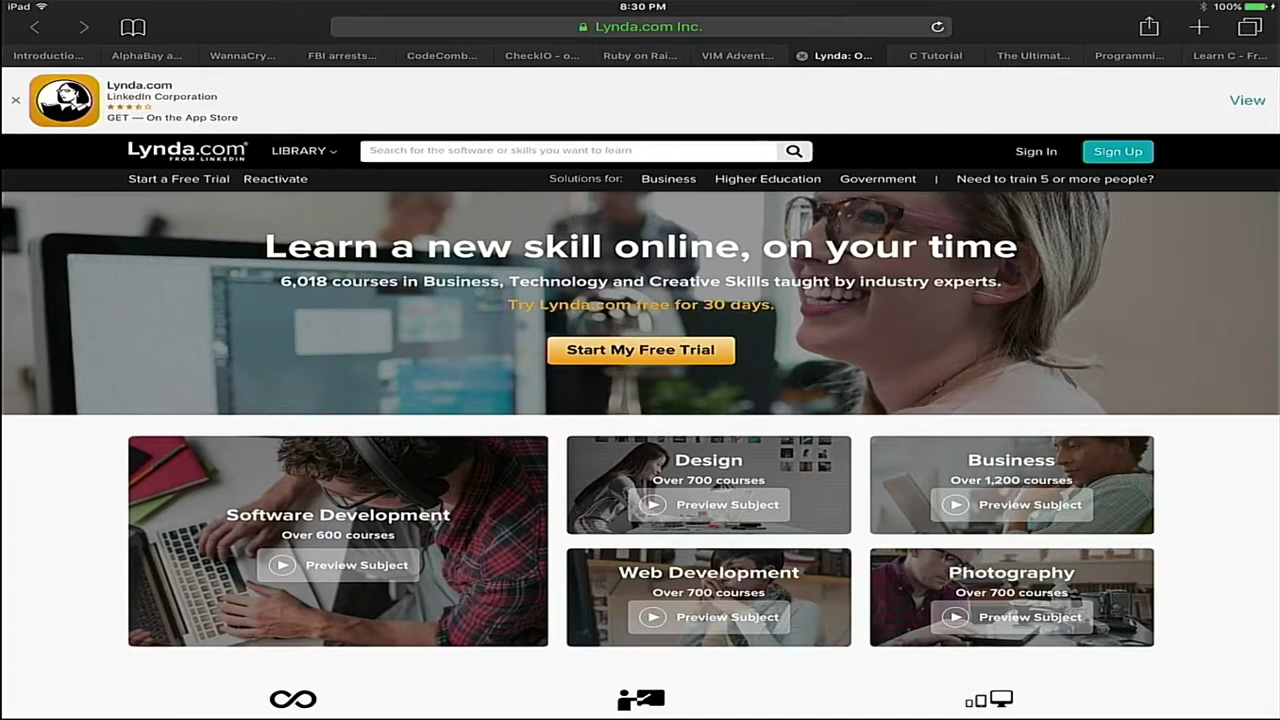 iPad
8:30 PM
100%
Lynda.com Inc.
Introductio...
AlphaBay a...
WannaCry...
FBI arrests...
CodeComb...
CheckIO - o...
Ruby on Rai...
VIM Advent...
Lynda: O...
C Tutorial
The Ultimat...
Programmi...
Learn C - Fr...
Lynda.com
LinkedIn Corporation
GET — On the App Store
View
Lynda.com®
FROM LINKEDIN
LIBRARY
Search for the software or skills you want to learn
Sign In
Sign Up
Start a Free Trial
Reactivate
Solutions for:
Business
Higher Education
Government
|
Need to train 5 or more people?
Learn a new skill online, on your time
6,018 courses in Business, Technology and Creative Skills taught by industry experts.
Try Lynda.com free for 30 days.
Start My Free Trial
Software Development
Over 600 courses
Preview Subject
Design
Over 700 courses
Preview Subject
Business
Over 1,200 courses
Preview Subject
Web Development
Over 700 courses
Preview Subject
Photography
Over 700 courses
Preview Subject